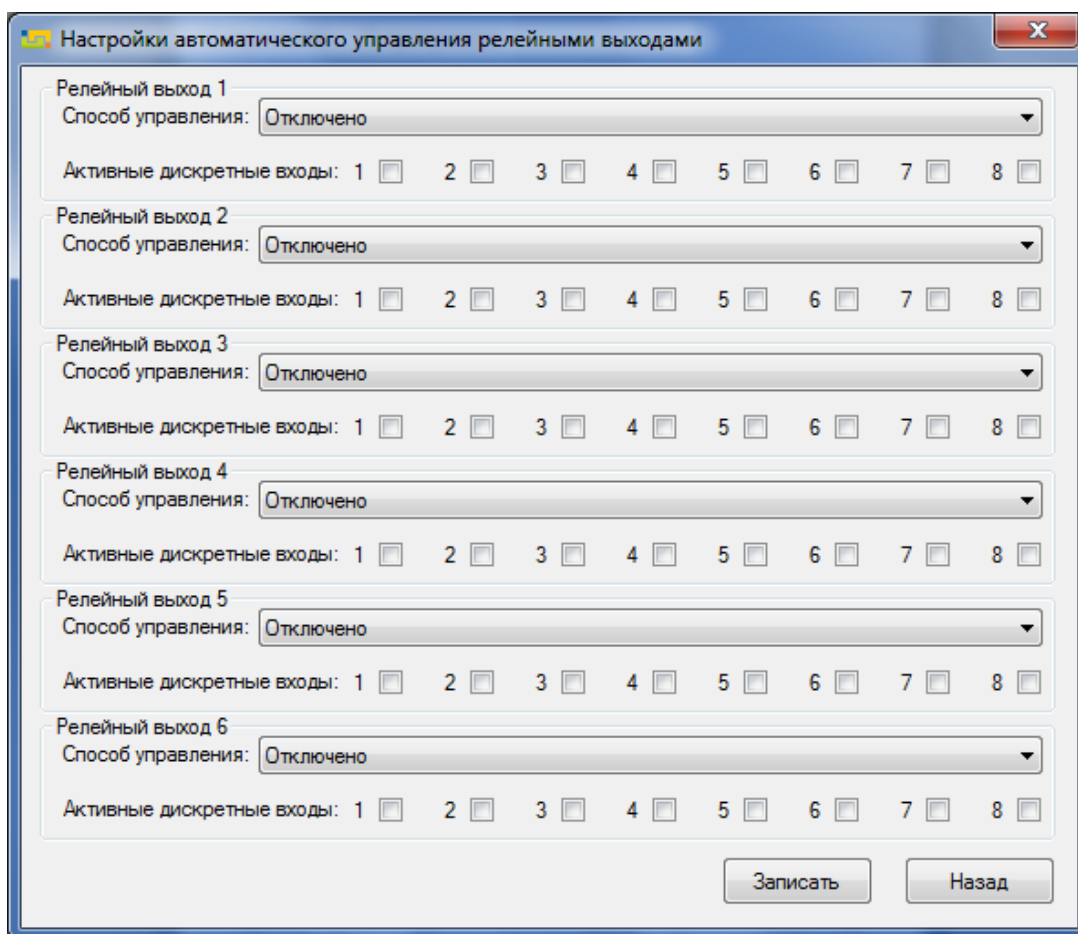 Настройки автоматического управления релейными выходами
Релейный выход 1
Способ управления: Отключено
Активные дискретные входы: 1 2 3 4 5 6 7 8
Релейный выход 2
Способ управления: Отключено
Активные дискретные входы: 1 2 3 4 5 6 7 8
Релейный выход 3
Способ управления: Отключено
Активные дискретные входы: 1 2 3 4 5 6 7 8
Релейный выход 4
Способ управления: Отключено
Активные дискретные входы: 1 2 3 4 5 6 7 8
Релейный выход 5
Способ управления: Отключено
Активные дискретные входы: 1 2 3 4 5 6 7 8
Релейный выход 6
Способ управления: Отключено
Активные дискретные входы: 1 2 3 4 5 6 7 8
Записать Назад